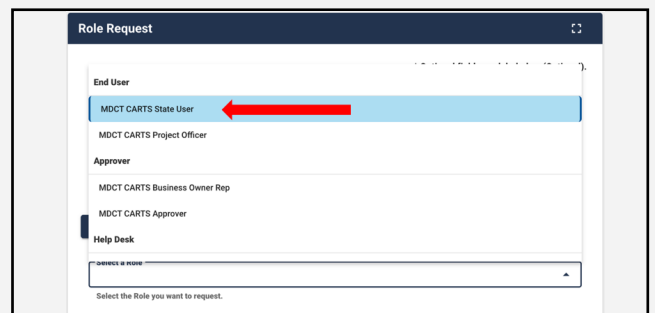 Role Request
End User
MDCT CARTS State User
MDCT CARTS Project Officer
Approver
MDCT CARTS Business Owner Rep
MDCT CARTS Approver
Help Desk
Select a Role
Select the Role you want to request.